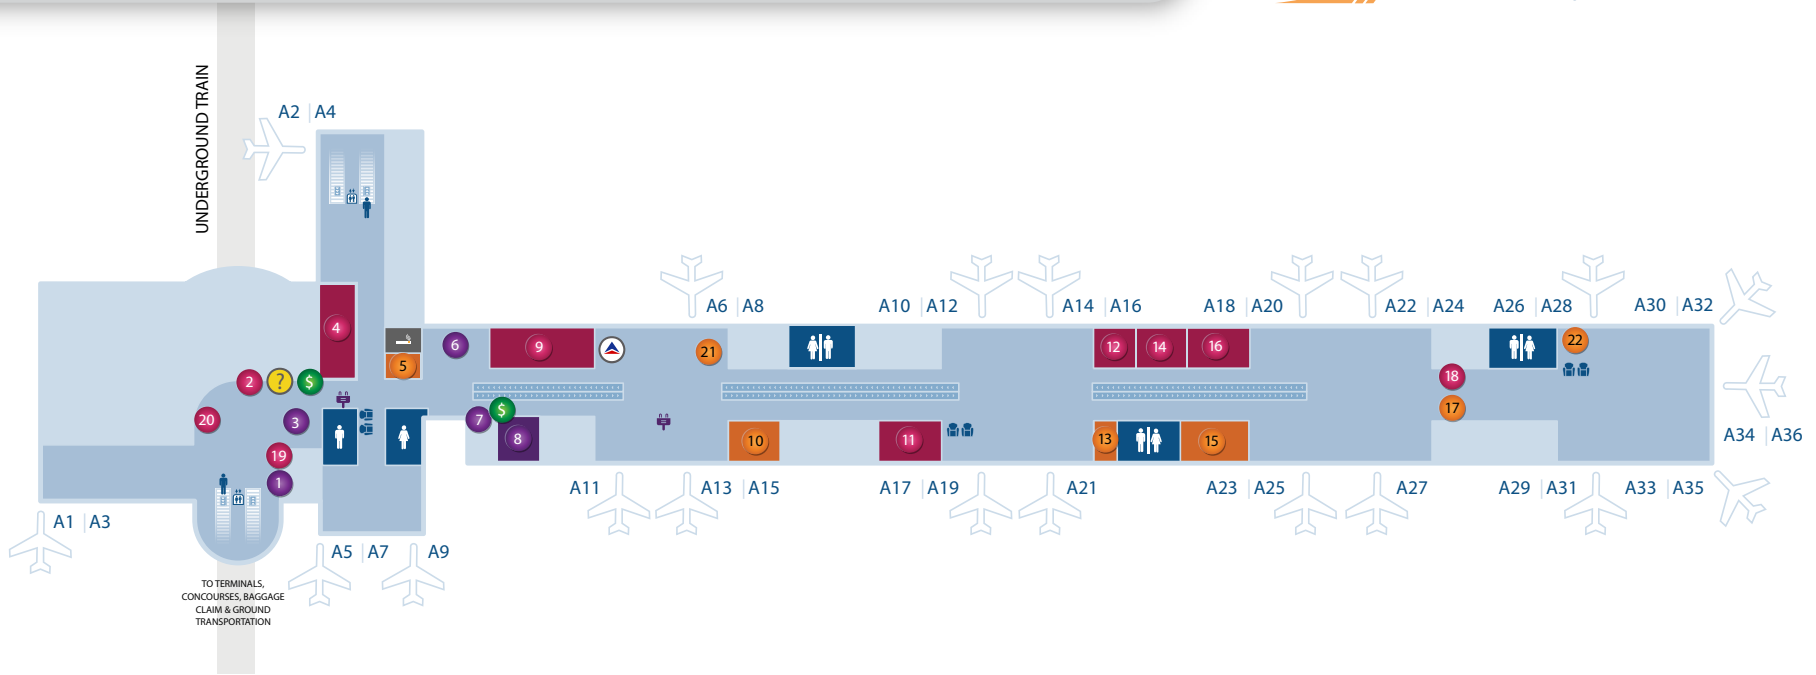 UNDERGROUND TRAIN
A2 | A4
4
6
9
21
A6 | A8
A10 | A12
A14 | A16
A18 | A20
A22 | A24
A26 | A28
A30 | A32
12
14
16
22
5
2
?
$
18
17
20
3
7
$
8
10
11
13
15
19
1
A34 | A36
A11
A13 | A15
A17 | A19
A21
A23 | A25
A27
A29 | A31
A33 | A35
A1 | A3
A5 | A7
A9
TO TERMINALS,
CONCOURSES, BAGGAGE
CLAIM & GROUND
TRANSPORTATION